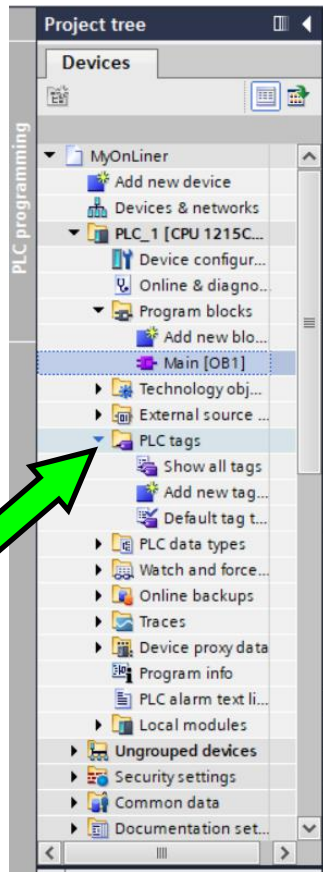 Project tree
Devices
PLC programming
MyOnLiner
Add new device
Devices & networks
PLC_1 [CPU 1215C...
Device configur...
Online & diagno...
Program blocks
Add new blo...
Main [OB1]
Technology obj...
External source ...
PLC tags
Show all tags
Add new tag...
Default tag t...
PLC data types
Watch and force...
Online backups
Traces
Device proxy data
Program info
PLC alarm text li...
Local modules
Ungrouped devices
Security settings
Common data
Documentation set...